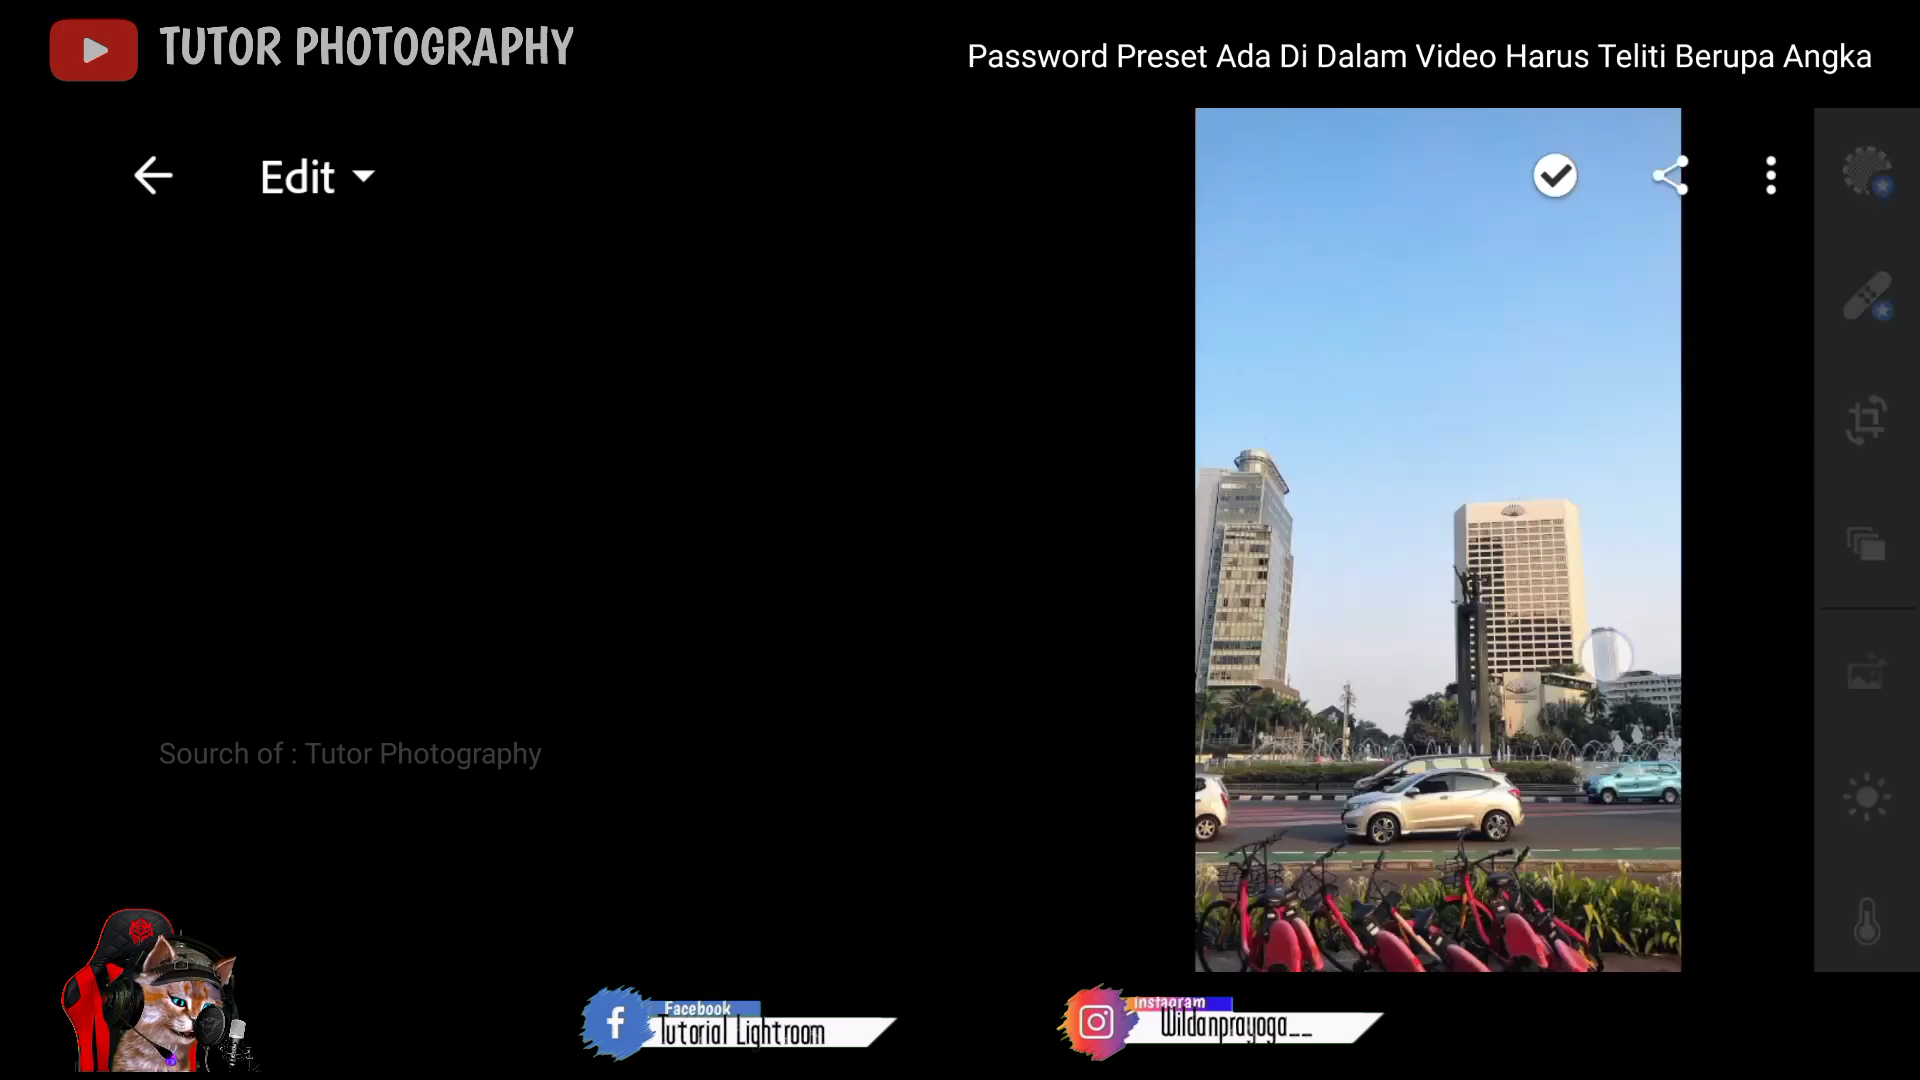 TUTOR PHOTOGRAPHY
Password Preset Ada Di Dalam Video Harus Teliti Berupa Angka
Edit
Sourch of : Tutor Photography
Facebook
Tutorial Lightroom
Instagram
Wildanprayoga__